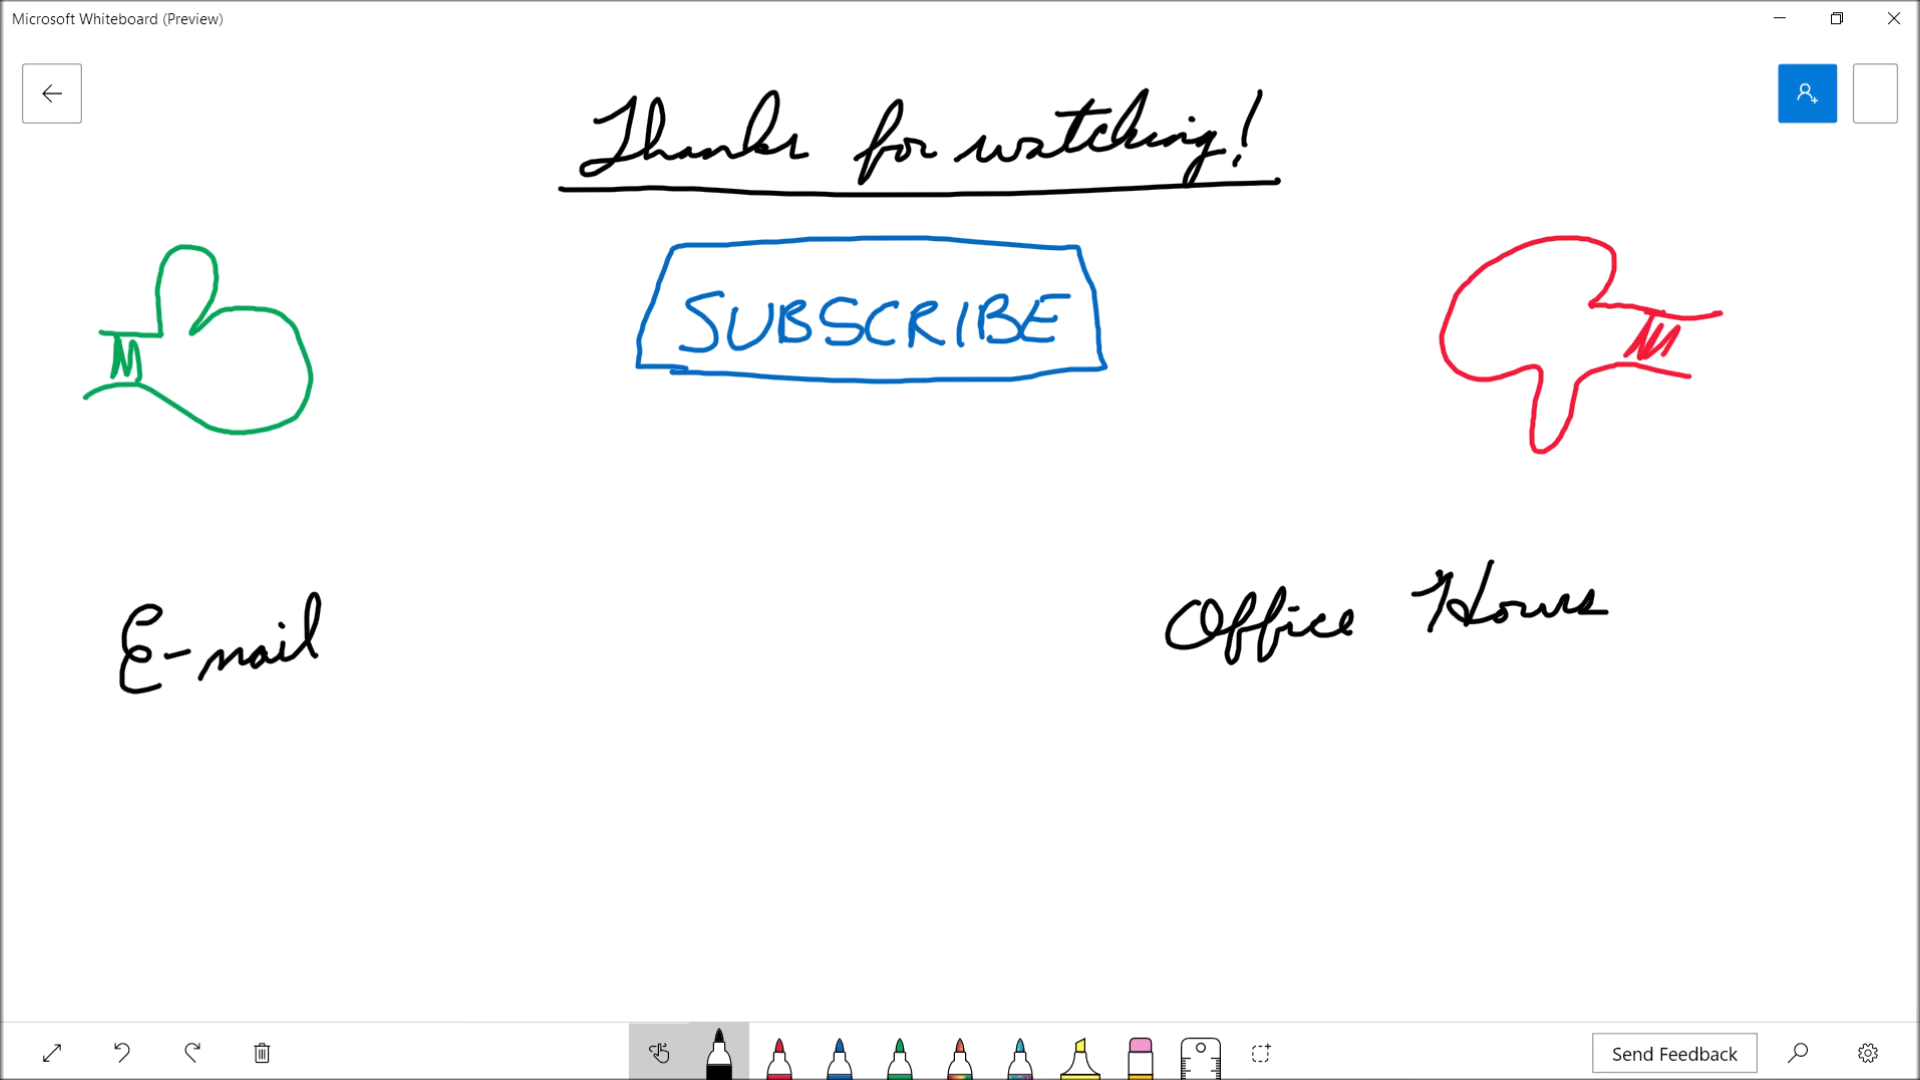 Microsoft Whiteboard (Preview)
Thanks for watching!
SUBSCRIBE
E-mail
Office Hours
Send Feedback